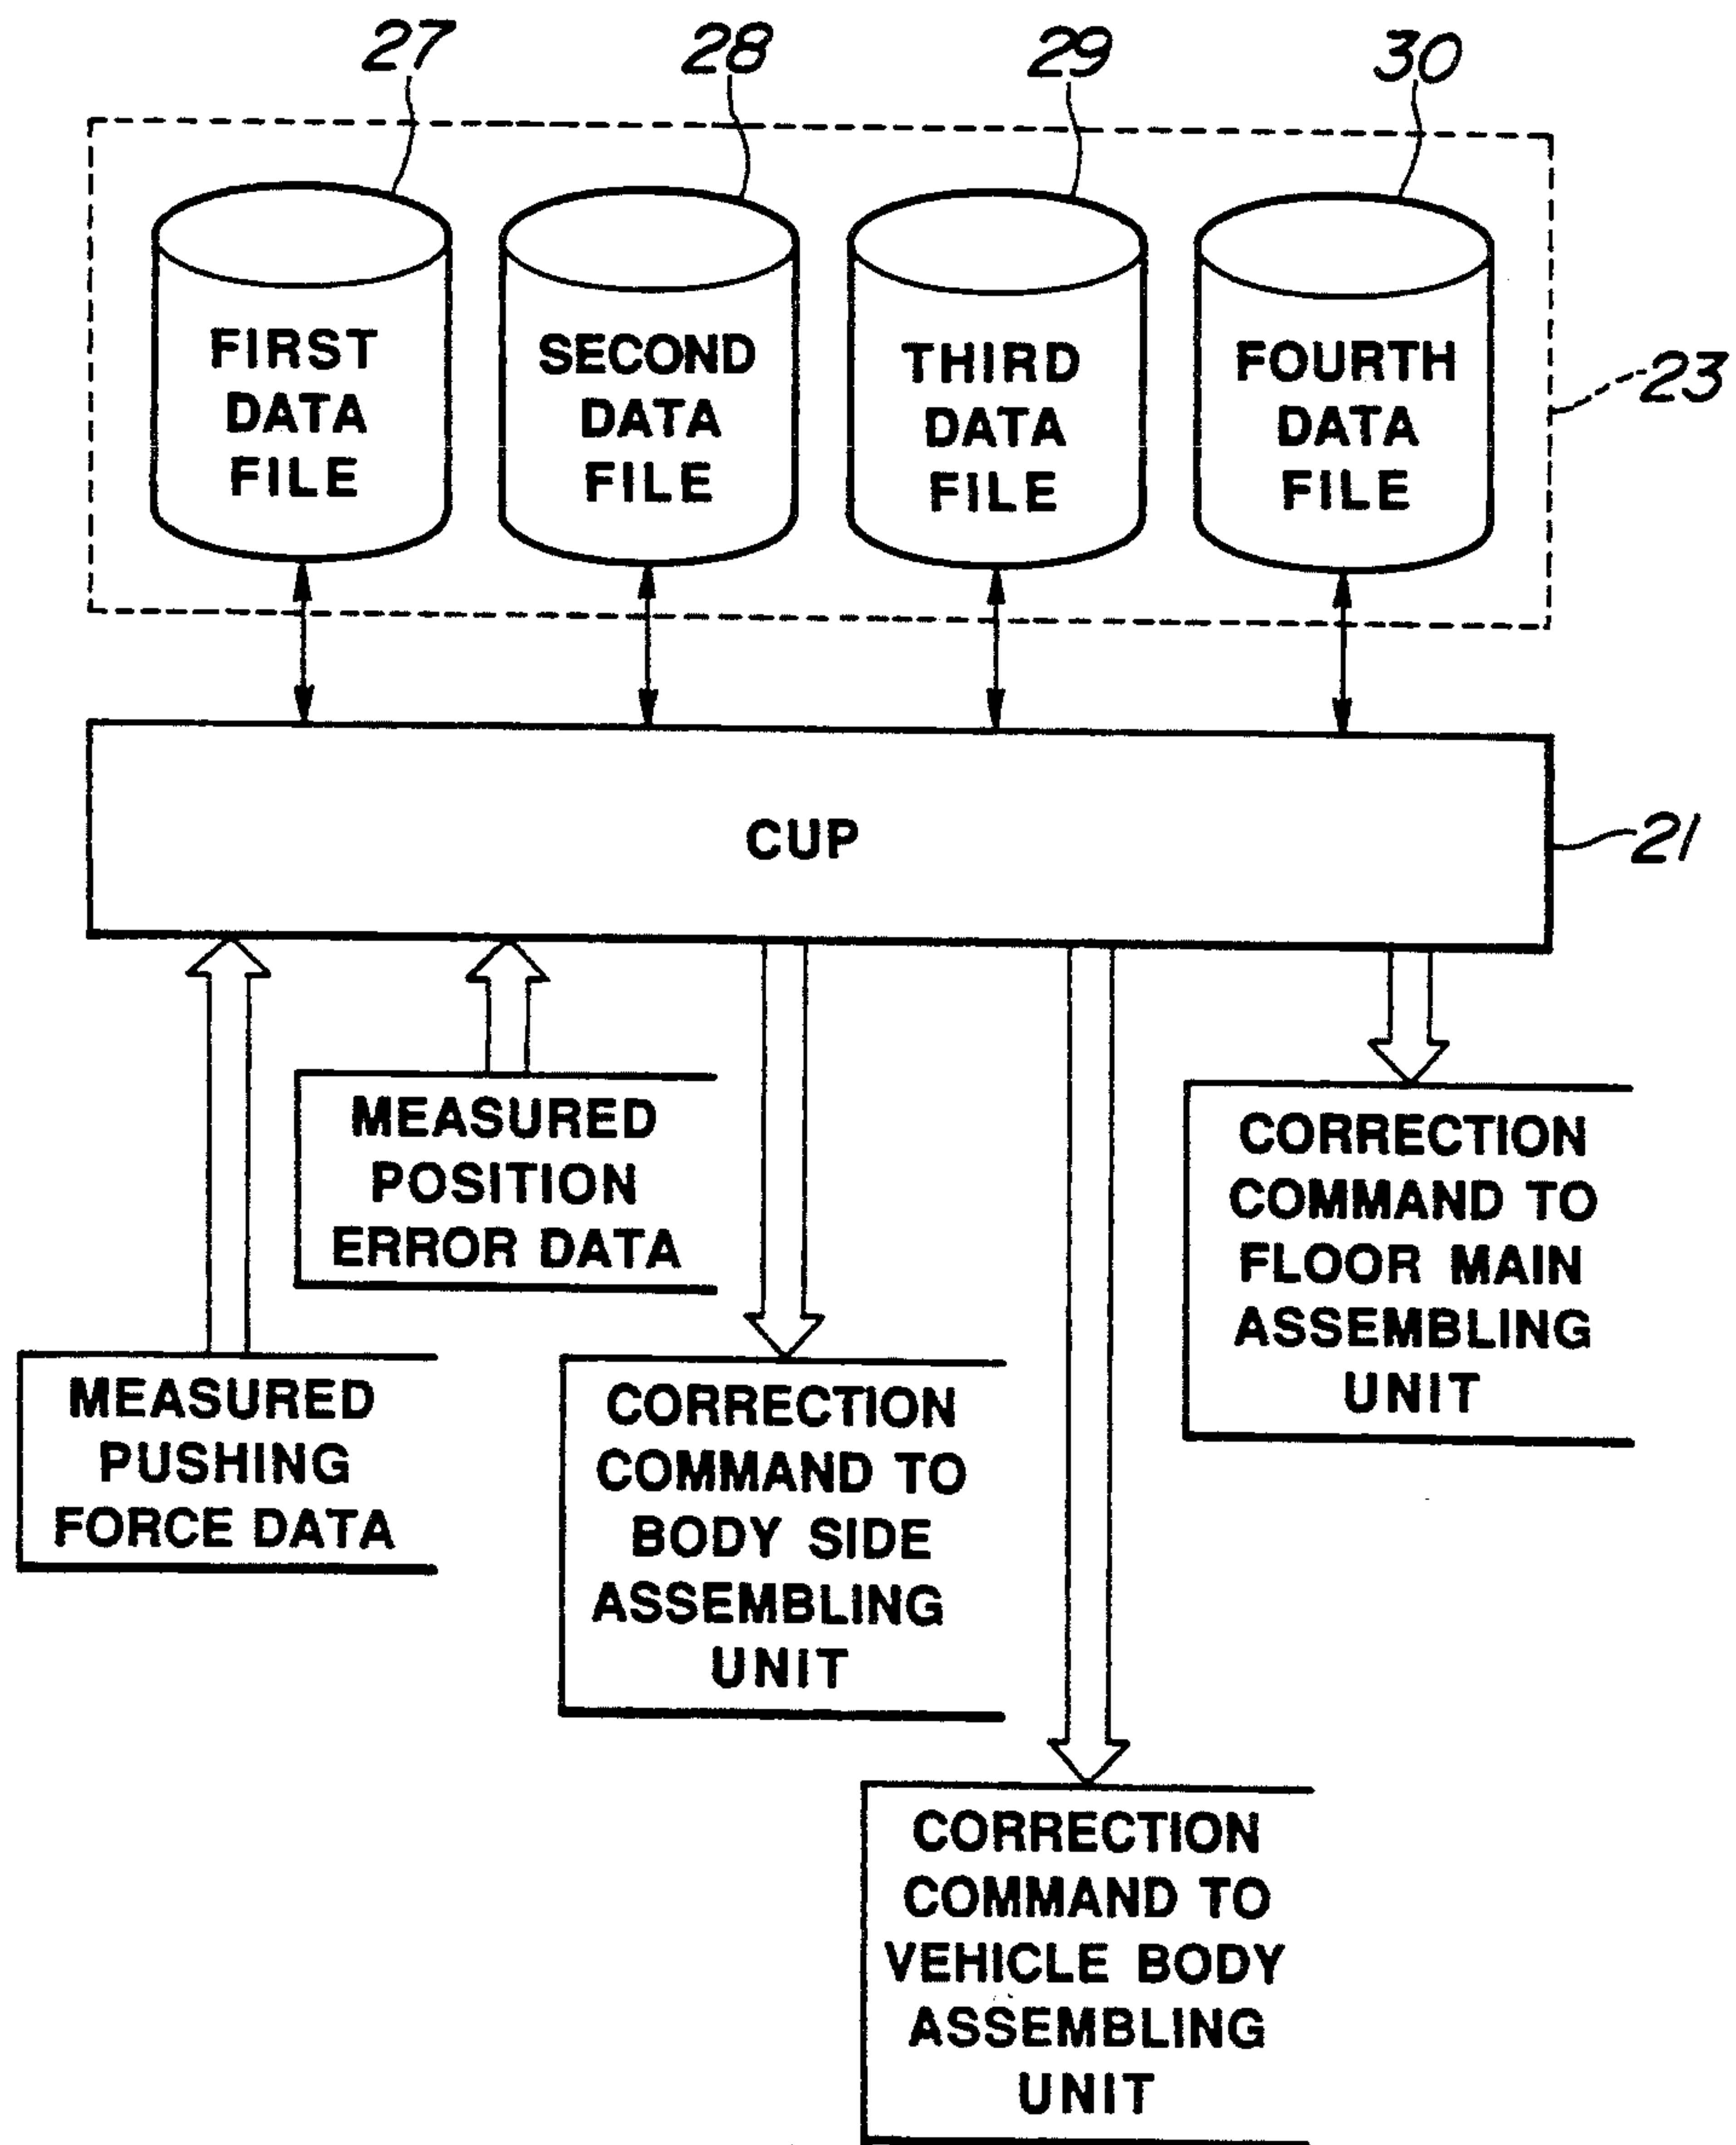 27
28
29
30
FIRST
DATA
FILE
SECOND
DATA
FILE
THIRD
DATA
FILE
FOURTH
DATA
FILE
23
CUP
21
MEASURED
POSITION
ERROR DATA
CORRECTION
COMMAND TO
FLOOR MAIN
ASSEMBLING
UNIT
MEASURED
PUSHING
FORCE DATA
CORRECTION
COMMAND TO
BODY SIDE
ASSEMBLING
UNIT
CORRECTION
COMMAND TO
VEHICLE BODY
ASSEMBLING
UNIT